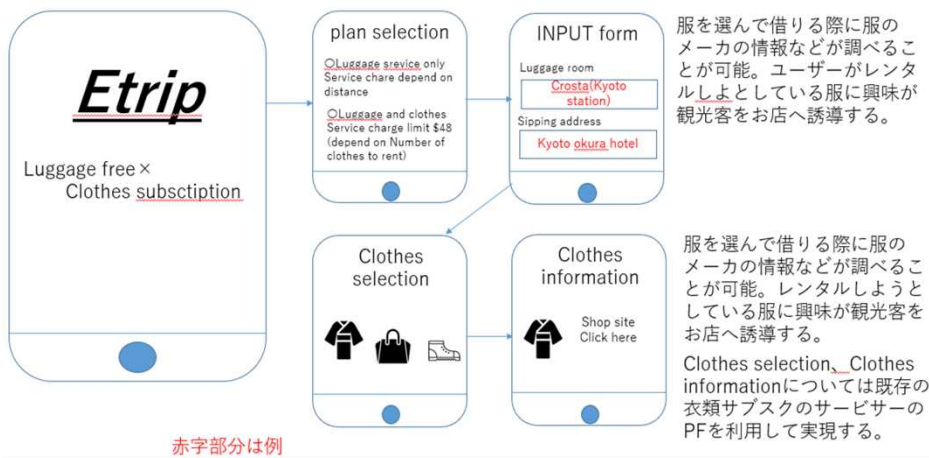 Etrip
Luggage free×
Clothes subsctiption
plan selection
〇Luggage srevice only
Service chare depend on
distance
〇Luggage and clothes
Service charge limit $48
(depend on Number of
clothes to rent)
INPUT form
Luggage room
Crosta(Kyoto
station)
Sipping address
Kyoto okura hotel
服を選んで借りる際に服の
メーカの情報などが調べるこ
とが可能。ユーザーがレンタ
ルしよとしている服に興味が
観光客をお店へ誘導する。
Clothes
selection
Clothes
information
Shop site
Click here
服を選んで借りる際に服の
メーカの情報などが調べるこ
とが可能。レンタルしようと
している服に興味が観光客を
お店へ誘導する。
Clothes selection、Clothes
informationについては既存の
衣類サブスクのサービサーの
PFを利用して実現する。
赤字部分は例